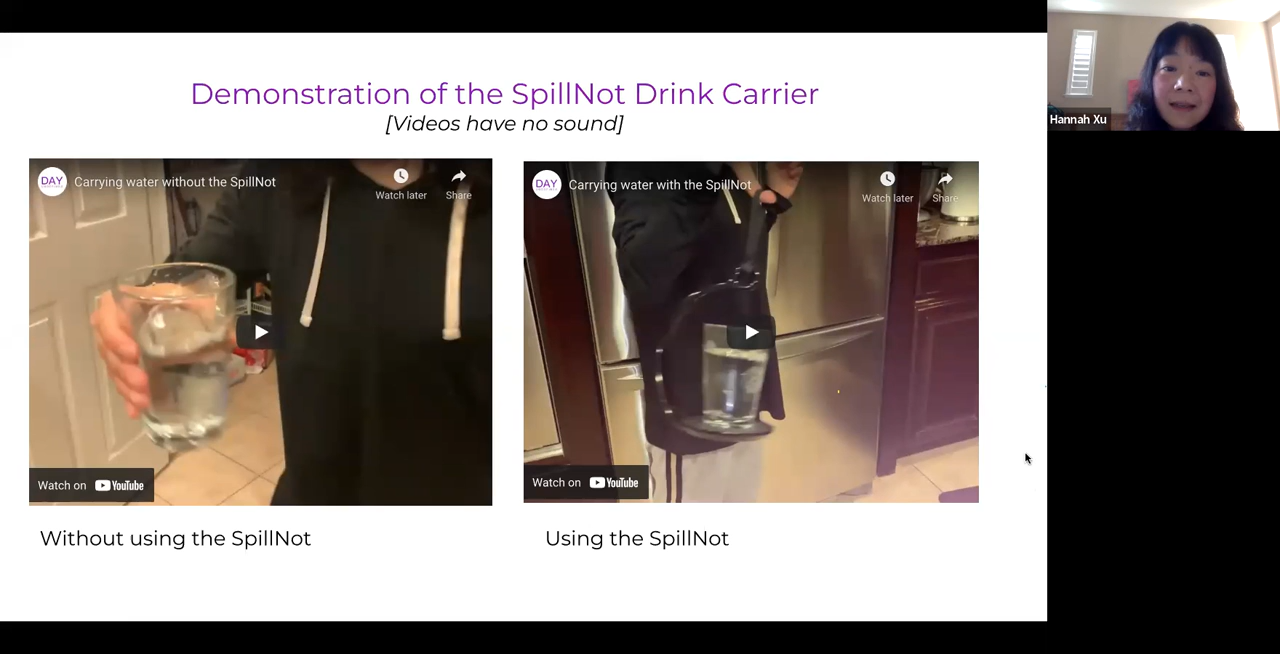 Demonstration of the SpillNot Drink Carrier
[Videos have no sound]
Hannah Xu
DAY
Carrying water without the SpillNot
Watch later
Share
Watch on YouTube
DAY
Carrying water with the SpillNot
Watch later
Share
Watch on YouTube
Without using the SpillNot
Using the SpillNot